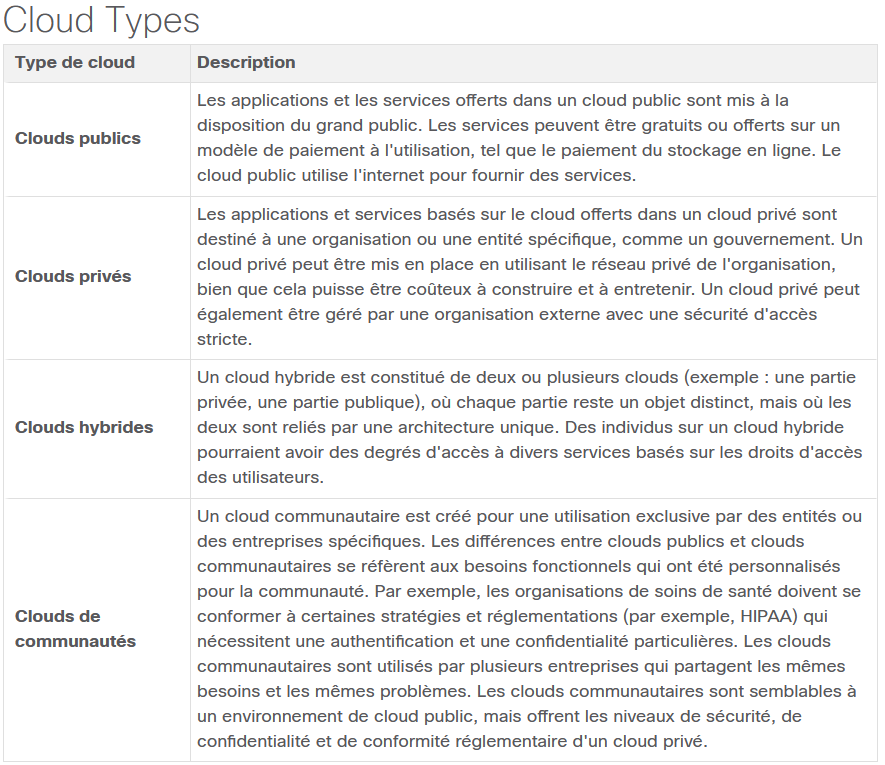 Cloud Types
Type de cloud
Description
Clouds publics
Les applications et les services offerts dans un cloud public sont mis à la
disposition du grand public. Les services peuvent être gratuits ou offerts sur un
modèle de paiement à l'utilisation, tel que le paiement du stockage en ligne. Le
cloud public utilise l'internet pour fournir des services.
Clouds privés
Les applications et services basés sur le cloud offerts dans un cloud privé sont
destiné à une organisation ou une entité spécifique, comme un gouvernement. Un
cloud privé peut être mis en place en utilisant le réseau privé de l'organisation,
bien que cela puisse être coûteux à construire et à entretenir. Un cloud privé peut
également être géré par une organisation externe avec une sécurité d'accès
stricte.
Clouds hybrides
Un cloud hybride est constitué de deux ou plusieurs clouds (exemple : une partie
privée, une partie publique), où chaque partie reste un objet distinct, mais où les
deux sont reliés par une architecture unique. Des individus sur un cloud hybride
pourraient avoir des degrés d'accès à divers services basés sur les droits d'accès
des utilisateurs.
Clouds de
communautés
Un cloud communautaire est créé pour une utilisation exclusive par des entités ou
des entreprises spécifiques. Les différences entre clouds publics et clouds
communautaires se réfèrent aux besoins fonctionnels qui ont été personnalisés
pour la communauté. Par exemple, les organisations de soins de santé doivent se
conformer à certaines stratégies et réglementations (par exemple, HIPAA) qui
nécessitent une authentification et une confidentialité particulières. Les clouds
communautaires sont utilisés par plusieurs entreprises qui partagent les mêmes
besoins et les mêmes problèmes. Les clouds communautaires sont semblables à
un environnement de cloud public, mais offrent les niveaux de sécurité, de
confidentialité et de conformité réglementaire d'un cloud privé.